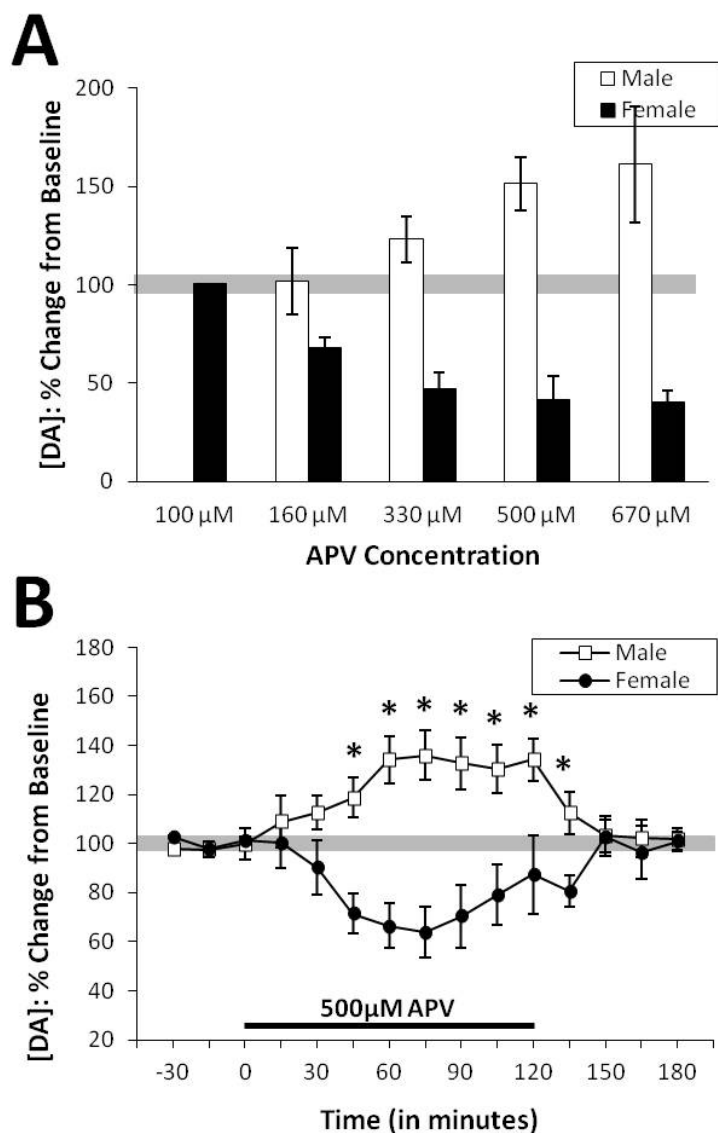 A
200
Male
Female
150
100
50
0
[DA]: % Change from Baseline
100 µM 160 µM 330 µM 500 µM 670 µM
APV Concentration
B
180
Male
Female
160
140
120
100
80
60
40
20
[DA]: % Change from Baseline
* * * * * * *
500µM APV
-30 0 30 60 90 120 150 180
Time (in minutes)